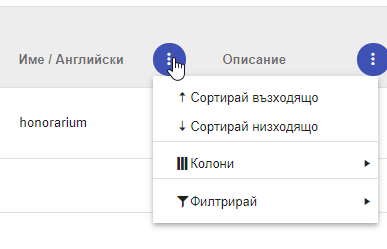 Име / Английски
Описание
Сортирай възходящо
honorarium
Сортирай низходящо
Колони
Филтрирай